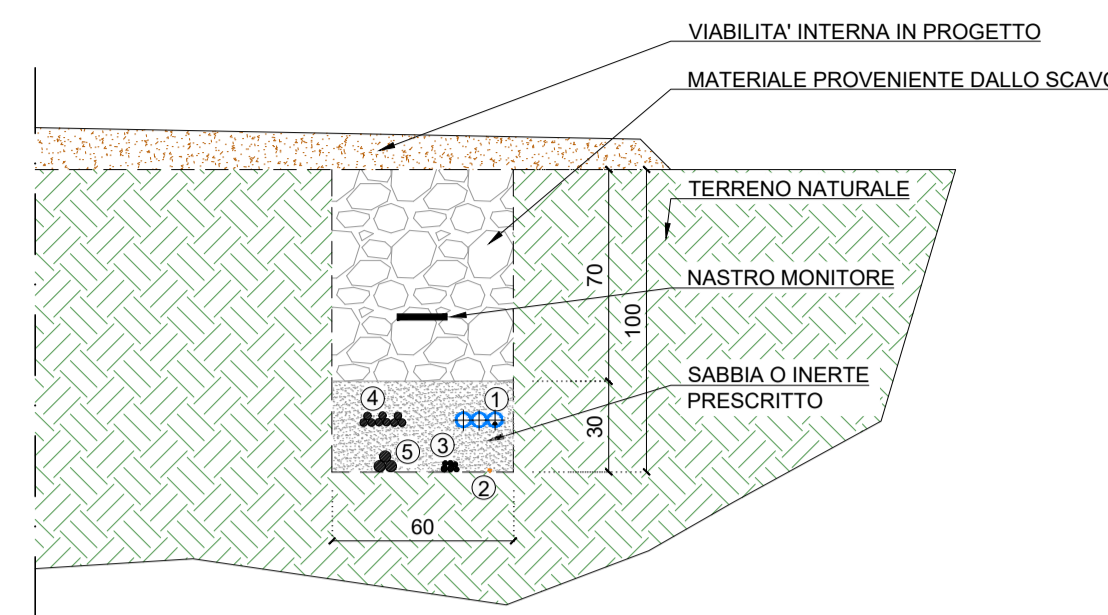 VIABILITA' INTERNA IN PROGETTO
MATERIALE PROVENIENTE DALLO SCAVO
TERRENO NATURALE
70
NASTRO MONITORE
100
SABBIA O INERTE
PRESCRITTO
4
1
30
3
5
2
60